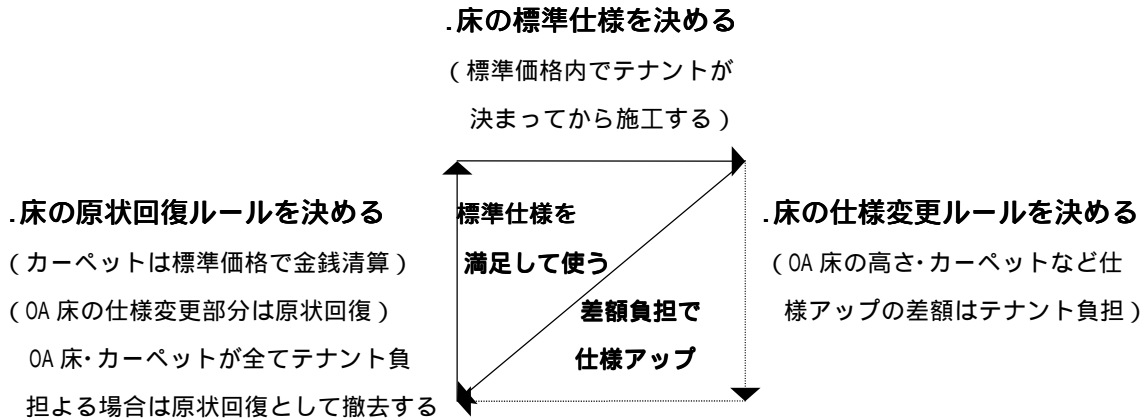 .床の標準仕様を決める
(標準価格内でテナントが
決まってから施工する)
.床の原状回復ルールを決める
(カーペットは標準価格で金銭清算)
(OA床の仕様変更部分は原状回復)
OA床・カーペットが全てテナント負
担よる場合は原状回復として撤去する
標準仕様を
満足して使う
差額負担で
仕様アップ
.床の仕様変更ルールを決める
(OA床の高さ・カーペットなど仕
様アップの差額はテナント負担)